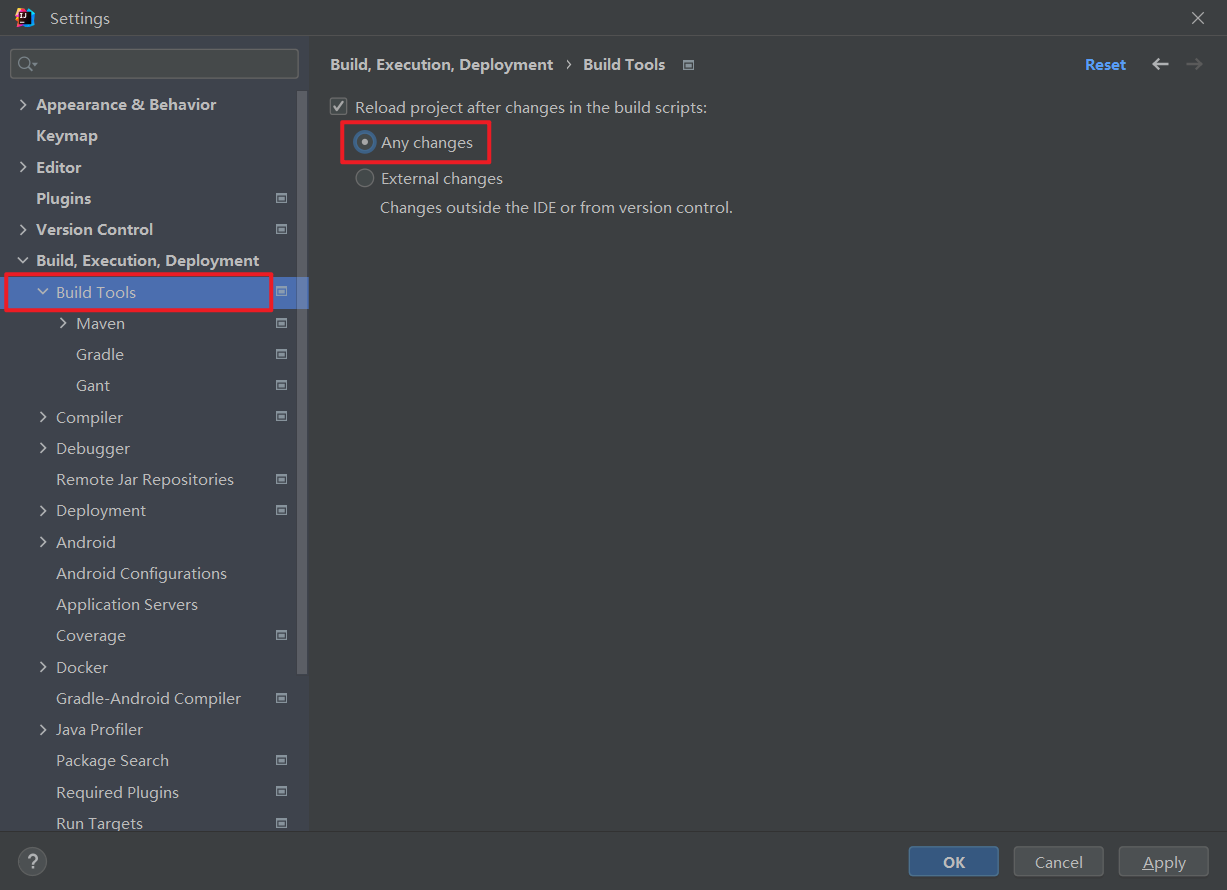 Settings
Build, Execution, Deployment › Build Tools
Reset
Appearance & Behavior
Keymap
Editor
Plugins
Version Control
Build, Execution, Deployment
Build Tools
Maven
Gradle
Gant
Compiler
Debugger
Remote Jar Repositories
Deployment
Android
Android Configurations
Application Servers
Coverage
Docker
Gradle-Android Compiler
Java Profiler
Package Search
Required Plugins
Run Targets
Reload project after changes in the build scripts:
Any changes
External changes
Changes outside the IDE or from version control.
?
OK
Cancel
Apply